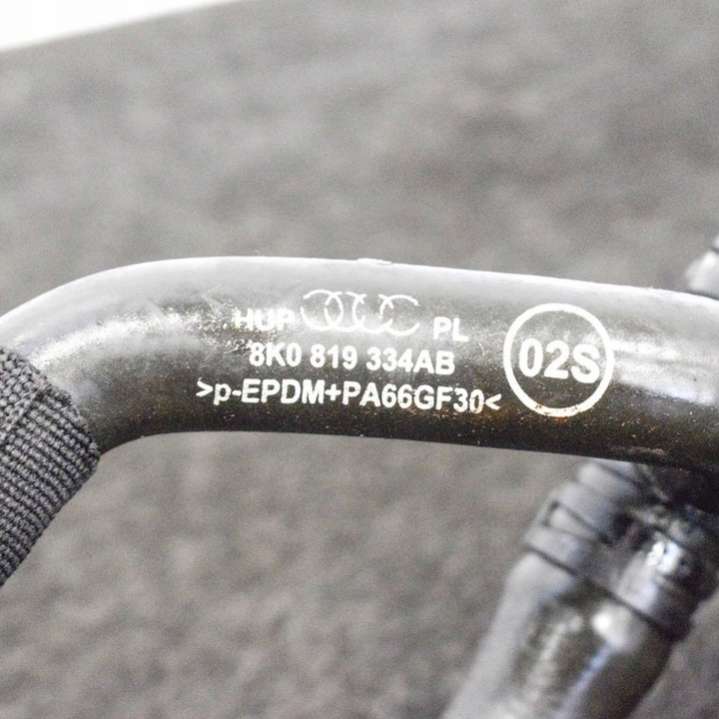 HUP PL
8K0 819 334AB
>p-EPDM+PA66GF30<
02S